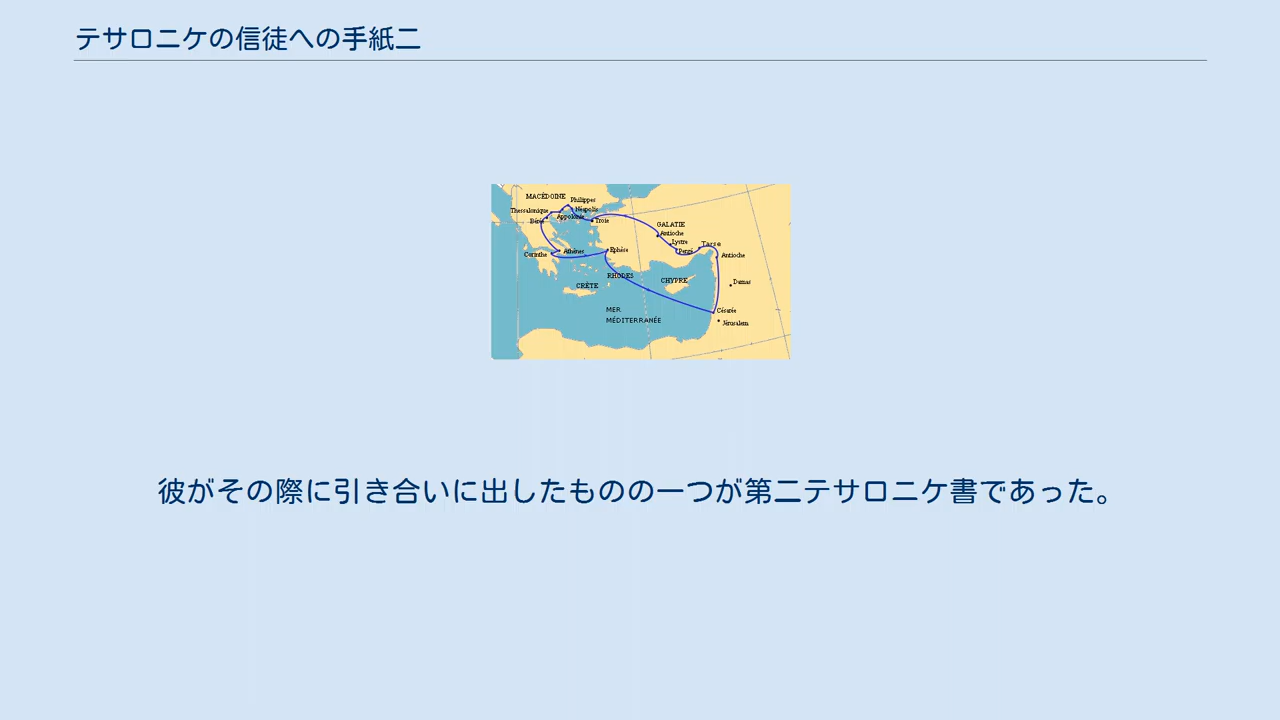 テサロニケの信徒への手紙二
MACÉDOINE
Philippes
Thessalonique
Néapolis
Appolonie
Bérée
Troie
GALATIE
Antioche
Lystre
Tarse
Pergé
Corinthe
Athènes
Ephèse
Antioche
RHODES
CHYPRE
Damas
CRÈTE
MER
MÉDITERRANÉE
Césarée
Jérusalem
彼がその際に引き合いに出したものの一つが第二テサロニケ書であった。